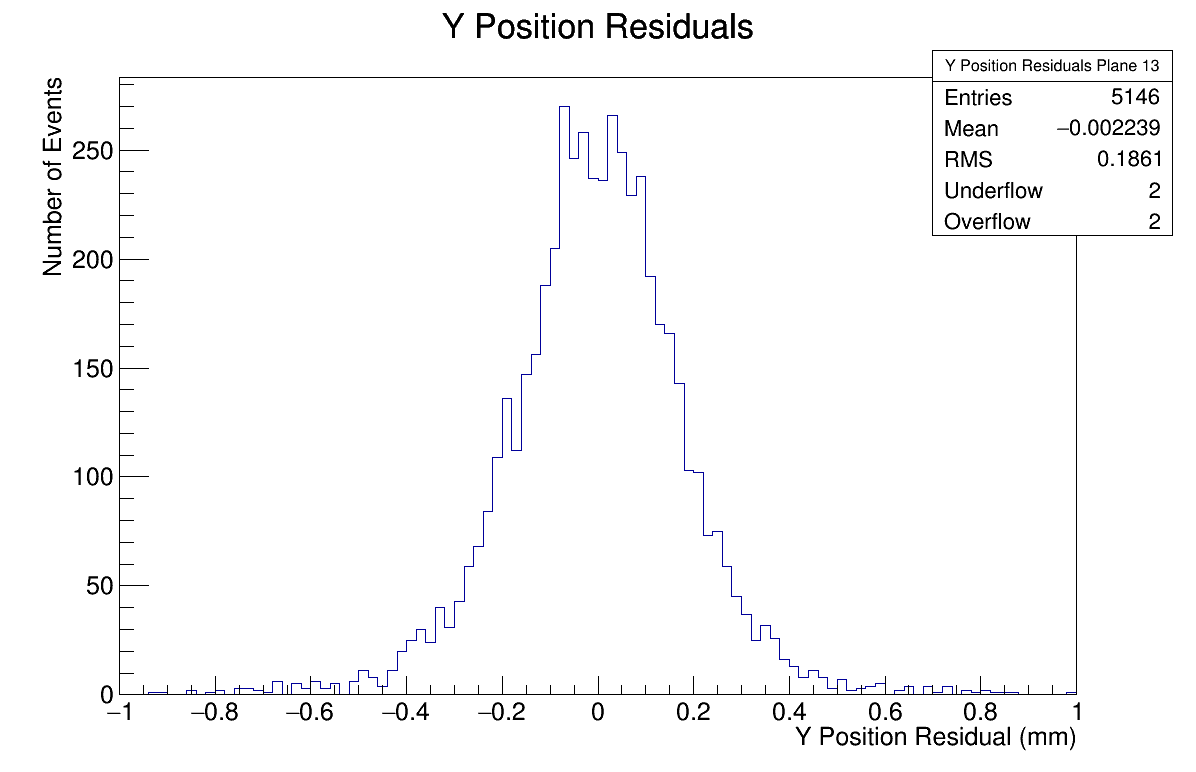 Y Position Residuals
Y Position Residuals Plane 13
Entries 5146
Mean −0.002239
RMS 0.1861
Underflow 2
Overflow 2
Number of Events
250
200
150
100
50
0
−1 −0.8 −0.6 −0.4 −0.2 0 0.2 0.4 0.6 0.8 1
Y Position Residual (mm)